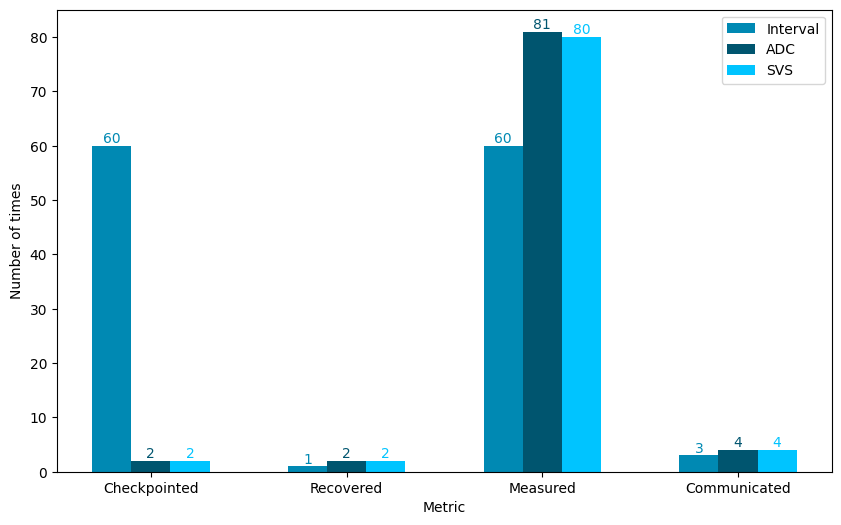 Interval
ADC
SVS
Number of times
80
70
60
50
40
30
20
10
0
60
2
2
1
2
2
60
81
80
3
4
4
Checkpointed
Recovered
Measured
Communicated
Metric